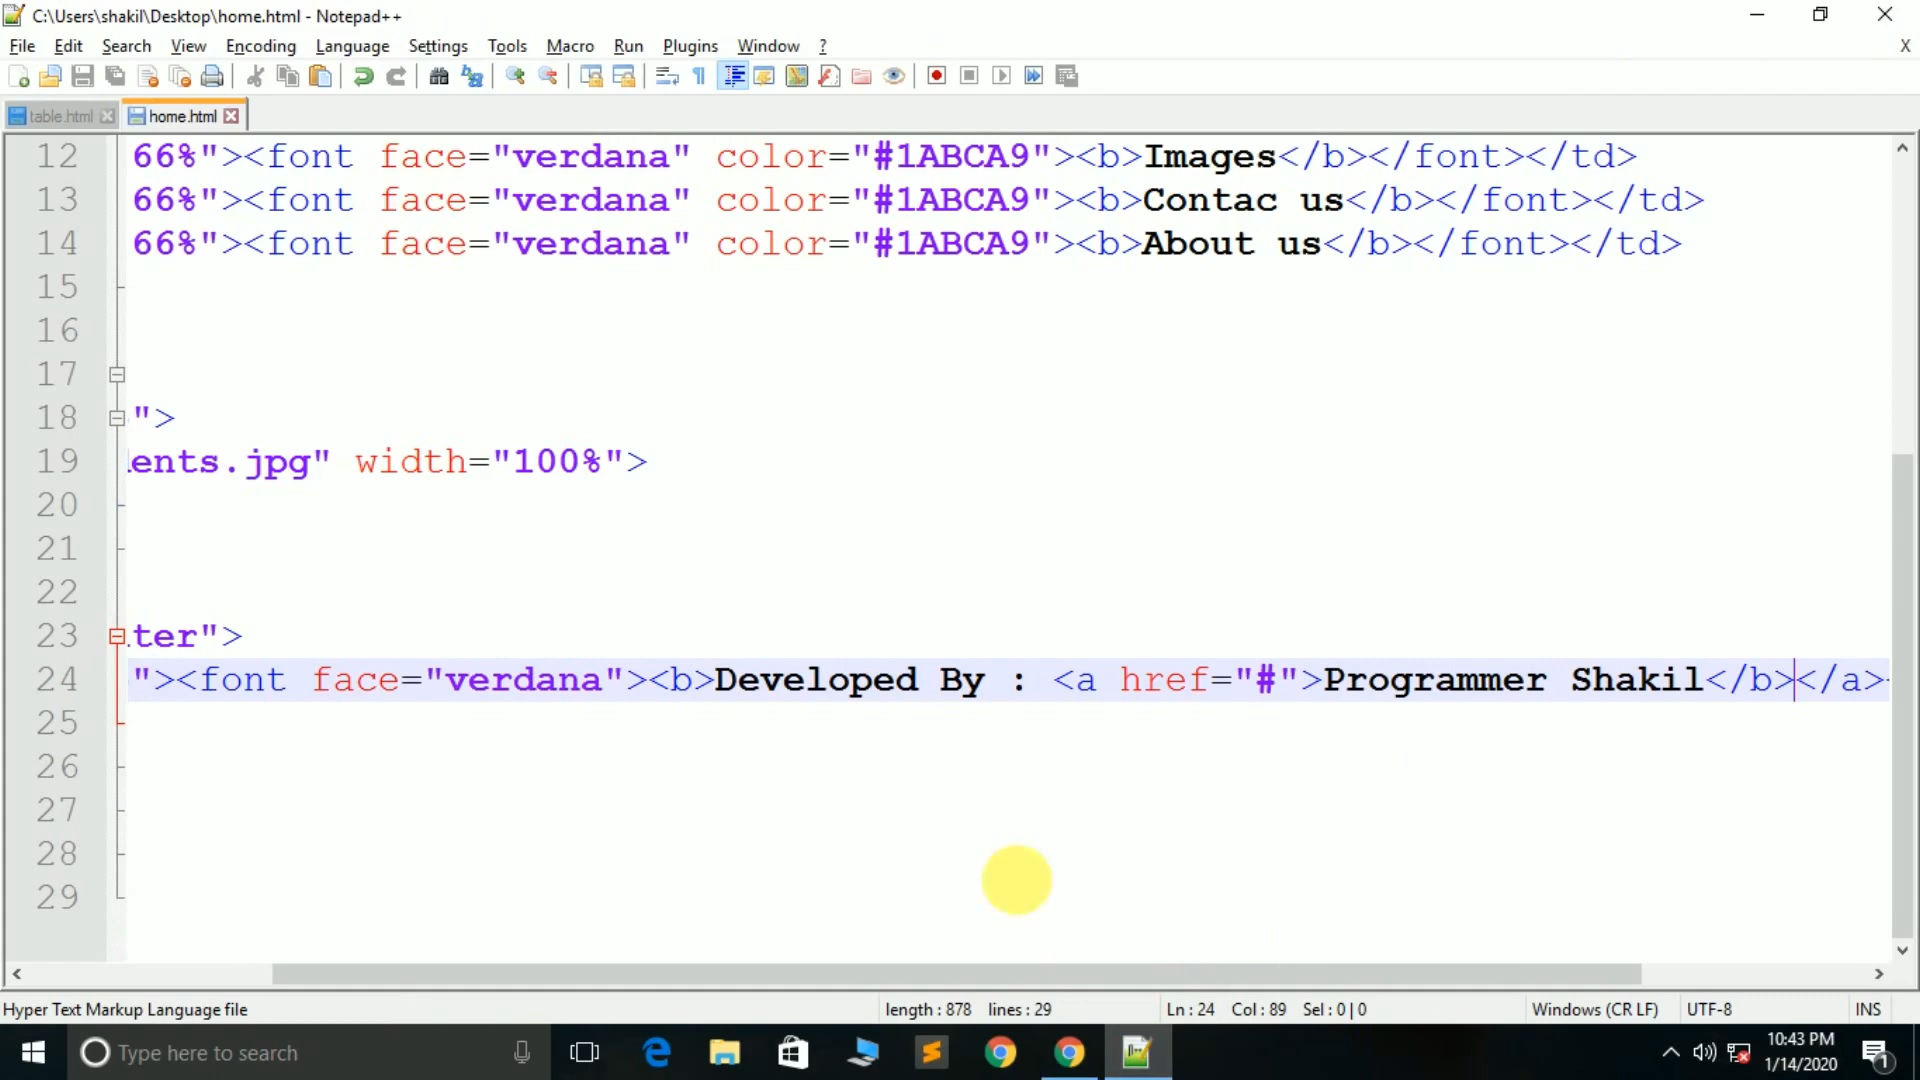 C:\Users\shakil\Desktop\home.html - Notepad++
File Edit Search View Encoding Language Settings Tools Macro Run Plugins Window ? X
table.html home.html
12 66%"><font face="verdana" color="#1ABCA9"><b>Images</b></font></td>
13 66%"><font face="verdana" color="#1ABCA9"><b>Contac us</b></font></td>
14 66%"><font face="verdana" color="#1ABCA9"><b>About us</b></font></td>
15
16
17
18 ">
19 ents.jpg" width="100%">
20
21
22
23 ter">
24 "><font face="verdana"><b>Developed By : <a href="#">Programmer Shakil</b></a>
25
26
27
28
29
Hyper Text Markup Language file length : 878 lines : 29 Ln : 24 Col : 89 Sel : 0 | 0 Windows (CR LF) UTF-8 INS
Type here to search
10:43 PM
1/14/2020
1